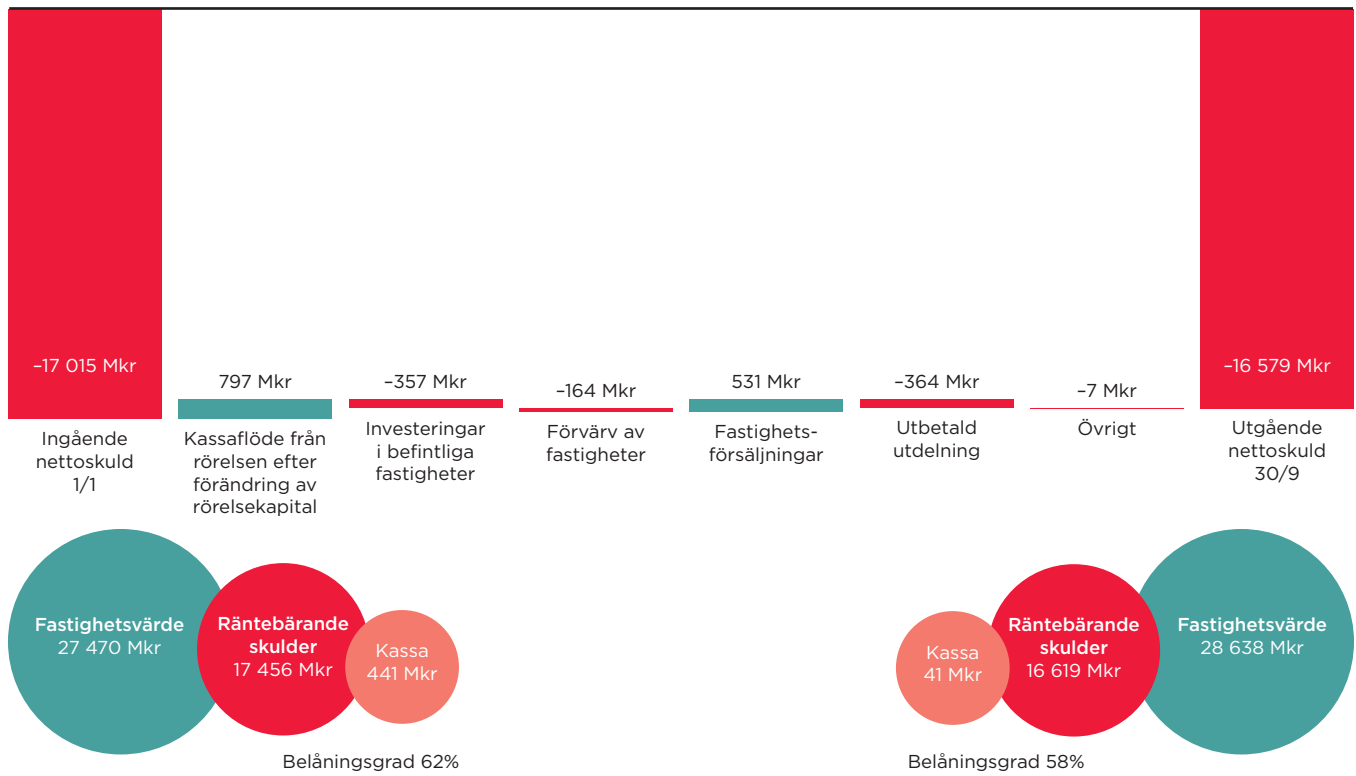 –17 015 Mkr
Ingående
nettoskuld
1/1
797 Mkr
Kassaflöde från
rörelsen efter
förändring av
rörelsekapital
–357 Mkr
Investeringar
i befintliga
fastigheter
–164 Mkr
Förvärv av
fastigheter
531 Mkr
Fastighets-
försäljningar
–364 Mkr
Utbetald
utdelning
–7 Mkr
Övrigt
–16 579 Mkr
Utgående
nettoskuld
30/9
Fastighetsvärde
27 470 Mkr
Räntebärande
skulder
17 456 Mkr
Kassa
441 Mkr
Belåningsgrad 62%
Kassa
41 Mkr
Räntebärande
skulder
16 619 Mkr
Fastighetsvärde
28 638 Mkr
Belåningsgrad 58%